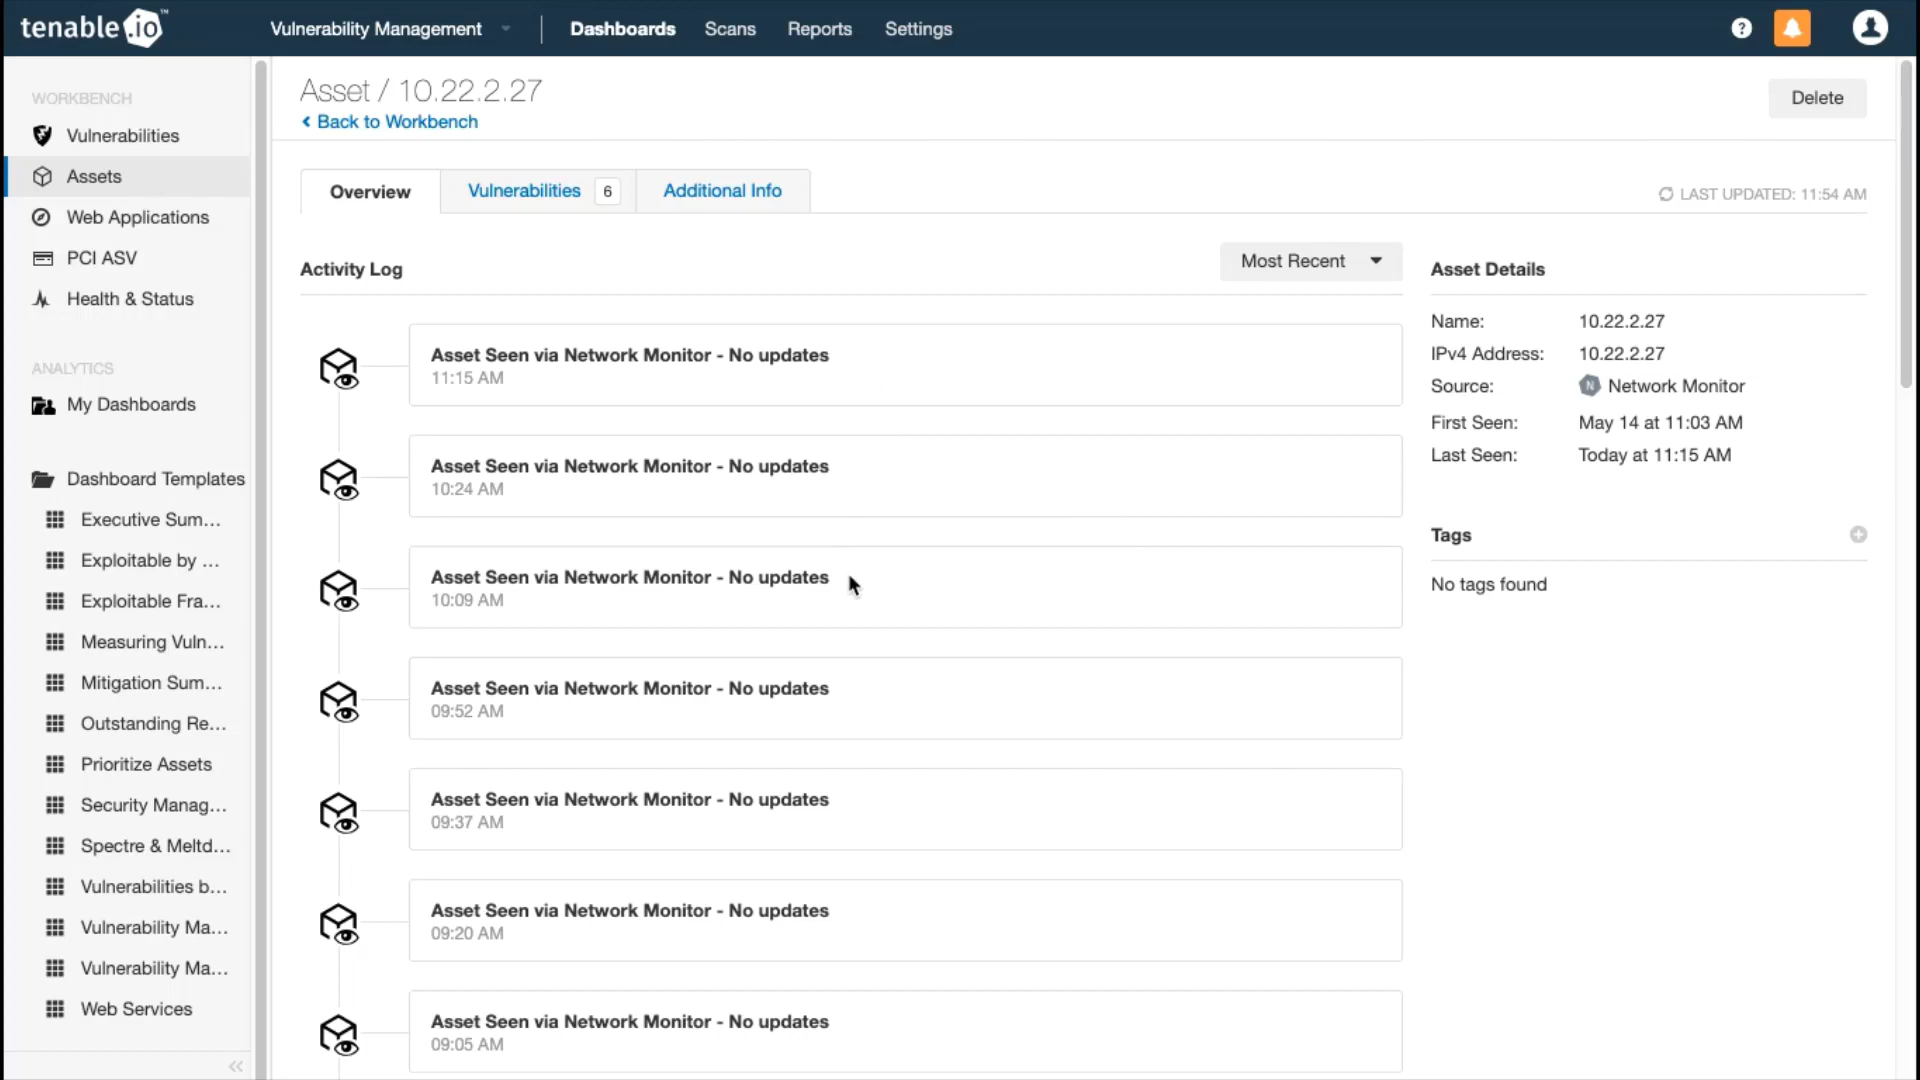 tenable.io™
Vulnerability Management
Dashboards
Scans
Reports
Settings
?
WORKBENCH
Vulnerabilities
Assets
Web Applications
PCI ASV
Health & Status
ANALYTICS
My Dashboards
Dashboard Templates
Executive Sum...
Exploitable by ...
Exploitable Fra...
Measuring Vuln...
Mitigation Sum...
Outstanding Re...
Prioritize Assets
Security Manag...
Spectre & Meltd...
Vulnerabilities b...
Vulnerability Ma...
Vulnerability Ma...
Web Services
Asset / 10.22.2.27
Back to Workbench
Delete
Overview
Vulnerabilities 6
Additional Info
LAST UPDATED: 11:54 AM
Activity Log
Most Recent
Asset Seen via Network Monitor - No updates
11:15 AM
Asset Seen via Network Monitor - No updates
10:24 AM
Asset Seen via Network Monitor - No updates
10:09 AM
Asset Seen via Network Monitor - No updates
09:52 AM
Asset Seen via Network Monitor - No updates
09:37 AM
Asset Seen via Network Monitor - No updates
09:20 AM
Asset Seen via Network Monitor - No updates
09:05 AM
Asset Details
Name: 10.22.2.27
IPv4 Address: 10.22.2.27
Source: N Network Monitor
First Seen: May 14 at 11:03 AM
Last Seen: Today at 11:15 AM
Tags
No tags found